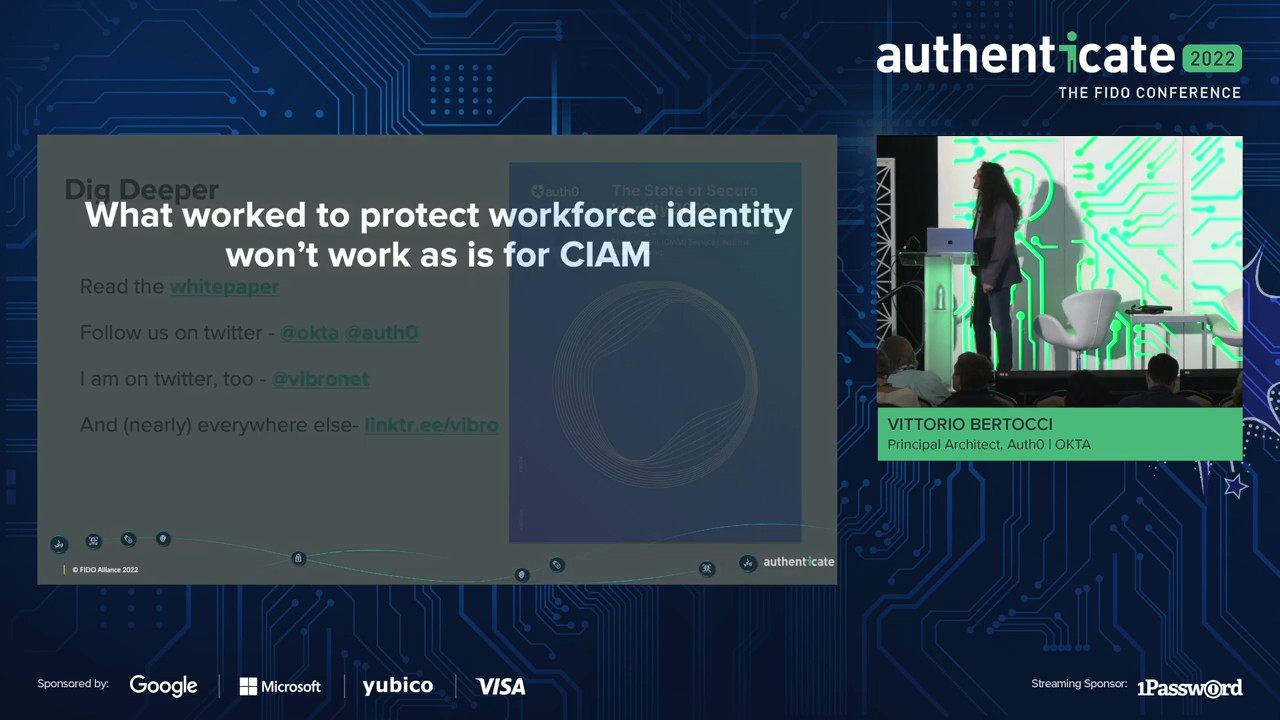 authenticate 2022
THE FIDO CONFERENCE
Dig Deeper
auth0
The State of Secure
What worked to protect workforce identity
won't work as is for CIAM
Read the whitepaper
Follow us on twitter - @okta @auth0
I am on twitter, too - @vibronet
And (nearly) everywhere else- linktr.ee/vibro
© FIDO Alliance 2022
authenticate
VITTORIO BERTOCCI
Principal Architect, Auth0 | OKTA
Sponsored by:
Google
Microsoft
yubico
VISA
Streaming Sponsor:
1Password